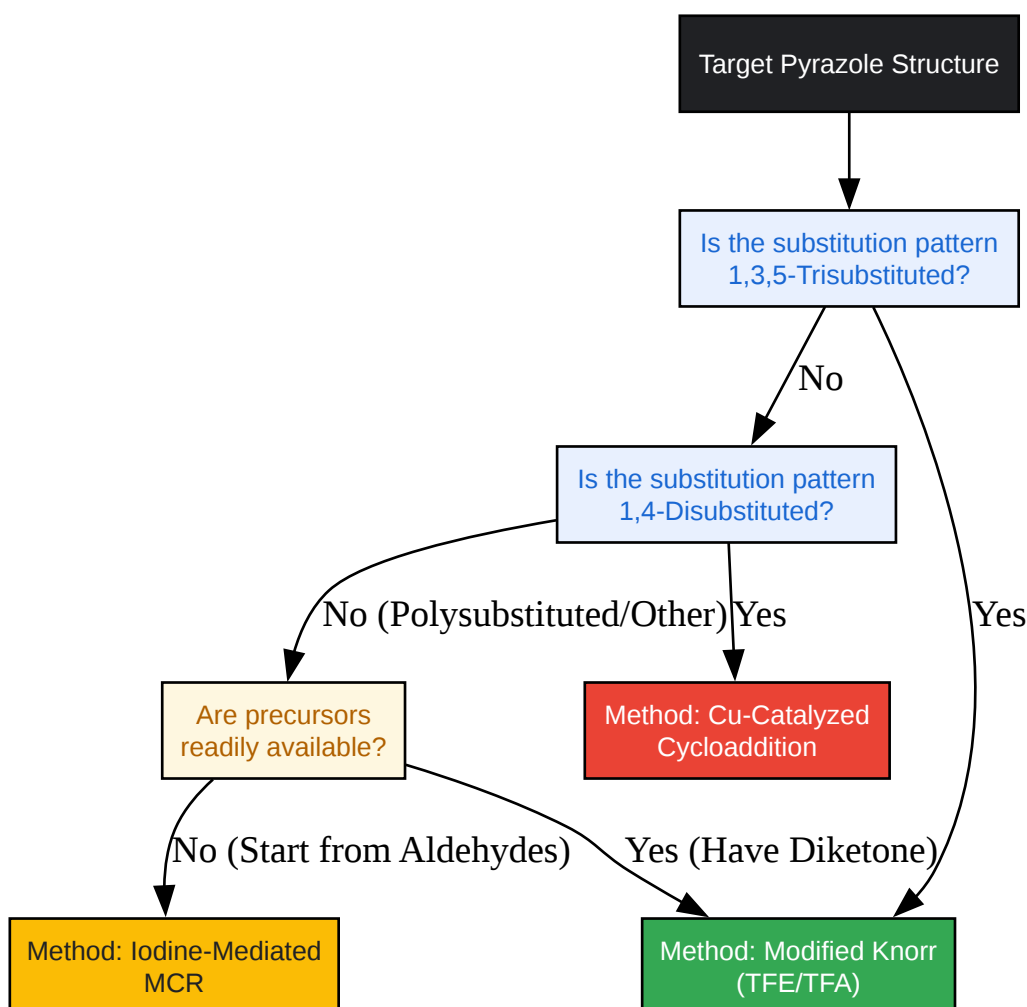 Target Pyrazole Structure
Is the substitution pattern
1,3,5-Trisubstituted?
No
Is the substitution pattern
1,4-Disubstituted?
No (Polysubstituted/Other)
Yes
Yes
Are precursors
readily available?
Method: Cu-Catalyzed
Cycloaddition
No (Start from Aldehydes)
Yes (Have Diketone)
Method: Iodine-Mediated
MCR
Method: Modified Knorr
(TFE/TFA)